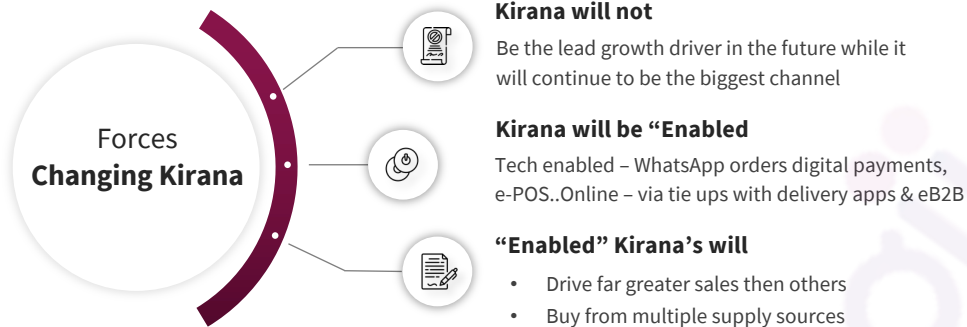 Forces
Changing Kirana
Kirana will not
Be the lead growth driver in the future while it
will continue to be the biggest channel
Kirana will be “Enabled
Tech enabled – WhatsApp orders digital payments,
e-POS..Online – via tie ups with delivery apps & eB2B
“Enabled” Kirana’s will
• Drive far greater sales then others
• Buy from multiple supply sources